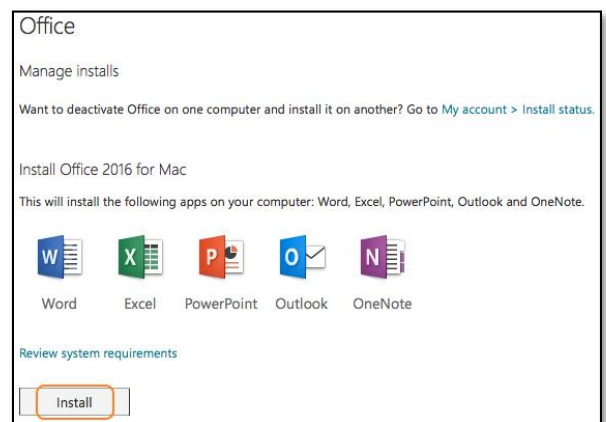 Office
Manage installs
Want to deactivate Office on one computer and install it on another? Go to My account > Install status.
Install Office 2016 for Mac
This will install the following apps on your computer: Word, Excel, PowerPoint, Outlook and OneNote.
W X P O N
Word Excel PowerPoint Outlook OneNote
Review system requirements
Install